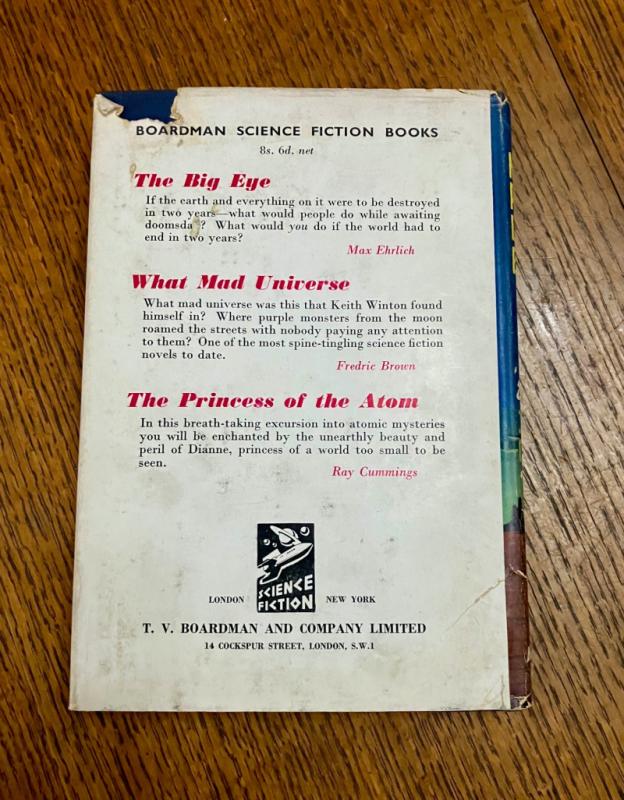 BOARDMAN SCIENCE FICTION BOOKS
8s. 6d. net
The Big Eye
If the earth and everything on it were to be destroyed
in two years—what would people do while awaiting
doomsda ? What would you do if the world had to
end in two years?
Max Ehrlich
What Mad Universe
What mad universe was this that Keith Winton found
himself in? Where purple monsters from the moon
roamed the streets with nobody paying any attention
to them? One of the most spine-tingling science fiction
novels to date.
Fredric Brown
The Princess of the Atom
In this breath-taking excursion into atomic mysteries
you will be enchanted by the unearthly beauty and
peril of Dianne, princess of a world too small to be
seen.
Ray Cummings
SCIENCE
FICTION
LONDON NEW YORK
T. V. BOARDMAN AND COMPANY LIMITED
14 COCKSPUR STREET, LONDON, S.W.1